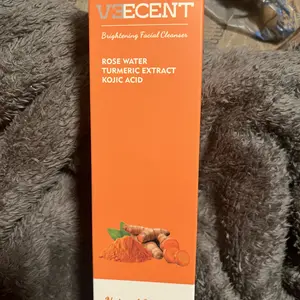 VEECENT
Brightening Facial Cleanser
ROSE WATER
TURMERIC EXTRACT
KOJIC ACID